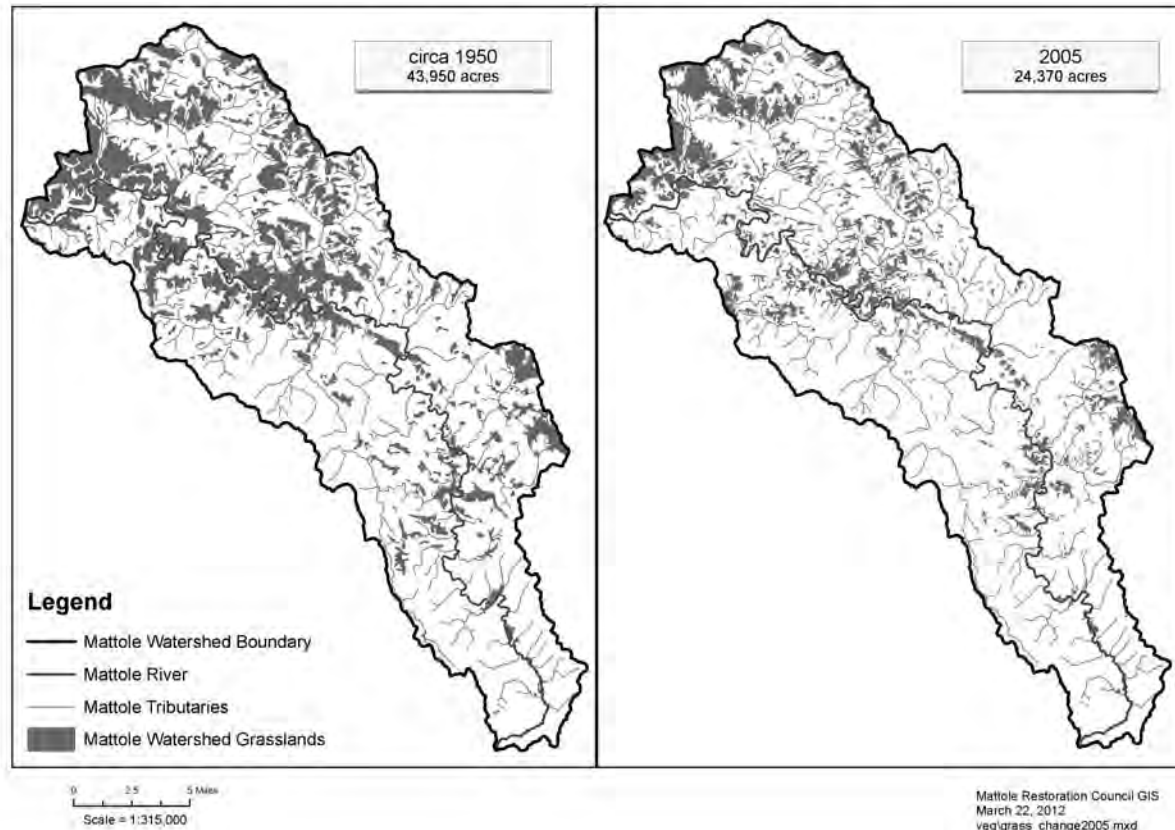 circa 1950
43,950 acres
2005
24,370 acres
Legend
Mattole Watershed Boundary
Mattole River
Mattole Tributaries
Mattole Watershed Grasslands
0 2.5 5 Miles
Scale = 1:315,000
Mattole Restoration Council GIS
March 22, 2012
veg\grass_change2005.mxd